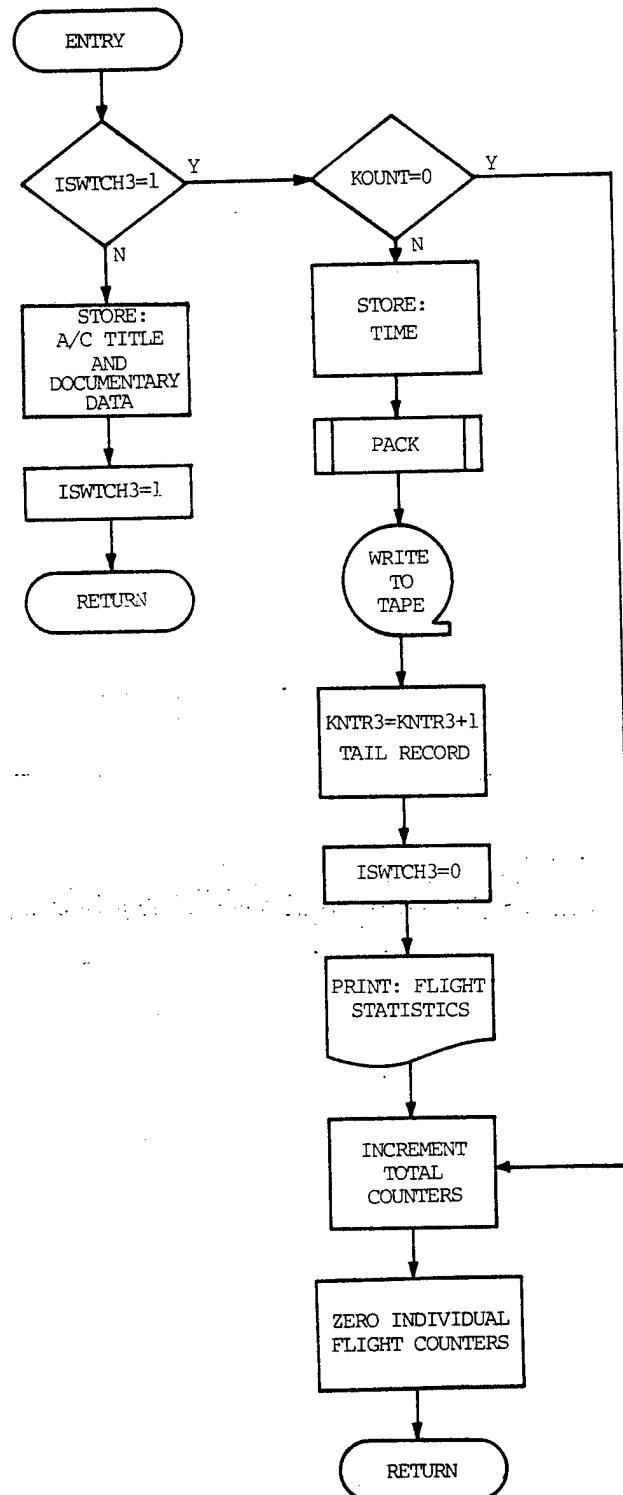 ENTRY
ISWTCH3=1
Y
N
STORE:
A/C TITLE
AND
DOCUMENTARY
DATA
ISWTCH3=1
RETURN
KOUNT=0
Y
N
STORE:
TIME
PACK
WRITE
TO
TAPE
KNTR3=KNTR3+1
TAIL RECORD
ISWTCH3=0
PRINT: FLIGHT
STATISTICS
INCREMENT
TOTAL
COUNTERS
ZERO INDIVIDUAL
FLIGHT COUNTERS
RETURN